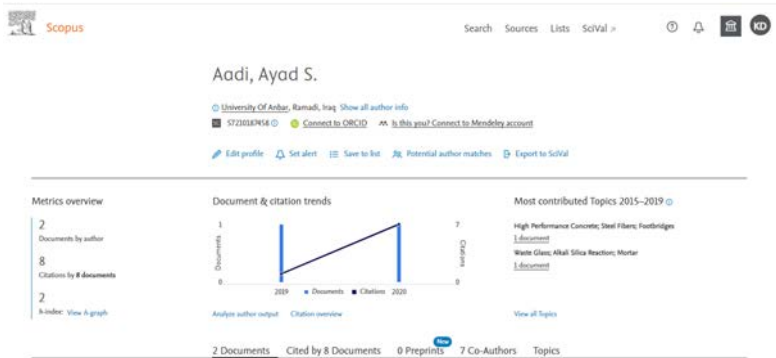 Scopus
Search Sources Lists SciVal ↗
KD
Aadi, Ayad S.
University Of Anbar, Ramadi, Iraq Show all author info
57210187458 Connect to ORCID Is this you? Connect to Mendeley account
Edit profile Set alert Save to list Potential author matches Export to SciVal
Metrics overview
2
Documents by author
8
Citations by 8 documents
2
h-index: View h-graph
Document & citation trends
1
7
Documents
Citations
0
0
2019
Documents Citations
2020
Analyze author output Citation overview
Most contributed Topics 2015–2019
High Performance Concrete; Steel Fibers; Footbridges
1 document
Waste Glass; Alkali Silica Reaction; Mortar
1 document
View all Topics
New
2 Documents Cited by 8 Documents 0 Preprints 7 Co-Authors Topics